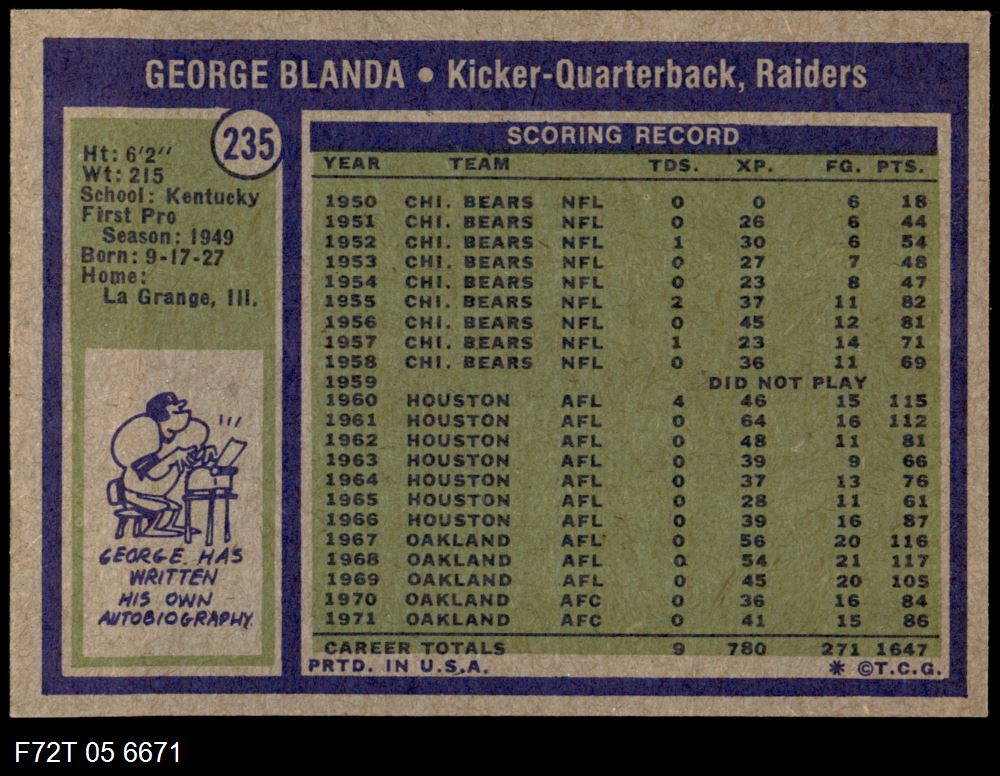 GEORGE BLANDA • Kicker-Quarterback, Raiders
235
Ht: 6'2"
Wt: 215
School: Kentucky
First Pro
Season: 1949
Born: 9-17-27
Home:
La Grange, Ill.
GEORGE HAS
WRITTEN
HIS OWN
AUTOBIOGRAPHY.
SCORING RECORD
YEAR TEAM TDS. XP. FG. PTS.
1950 CHI. BEARS NFL 0 0 6 18
1951 CHI. BEARS NFL 0 26 6 44
1952 CHI. BEARS NFL 1 30 6 54
1953 CHI. BEARS NFL 0 27 7 48
1954 CHI. BEARS NFL 0 23 8 47
1955 CHI. BEARS NFL 2 37 11 82
1956 CHI. BEARS NFL 0 45 12 81
1957 CHI. BEARS NFL 1 23 14 71
1958 CHI. BEARS NFL 0 36 11 69
1959 DID NOT PLAY
1960 HOUSTON AFL 4 46 15 115
1961 HOUSTON AFL 0 64 16 112
1962 HOUSTON AFL 0 48 11 81
1963 HOUSTON AFL 0 39 9 66
1964 HOUSTON AFL 0 37 13 76
1965 HOUSTON AFL 0 28 11 61
1966 HOUSTON AFL 0 39 16 87
1967 OAKLAND AFL 0 56 20 116
1968 OAKLAND AFL 0 54 21 117
1969 OAKLAND AFL 0 45 20 105
1970 OAKLAND AFC 0 36 16 84
1971 OAKLAND AFC 0 41 15 86
CAREER TOTALS 9 780 271 1647
PRTD. IN U.S.A. * ©T.C.G.
F72T 05 6671